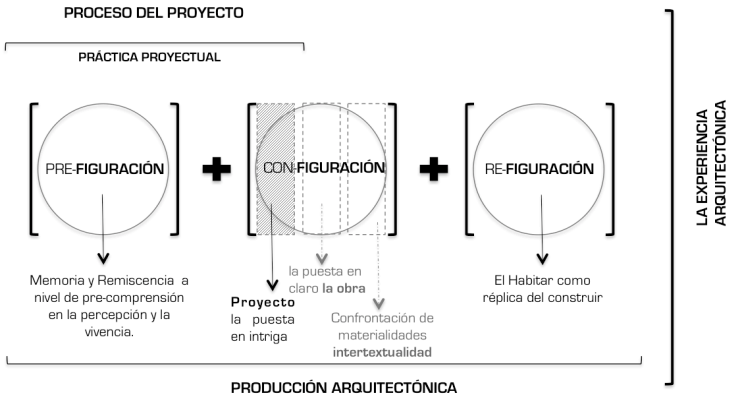 PROCESO DEL PROYECTO
PRÁCTICA PROYECTUAL
PRE-FIGURACIÓN
CON-FIGURACIÓN
RE-FIGURACIÓN
Memoria y Remiscencia a
nivel de pre-comprensión
en la percepción y la
vivencia.
Proyecto
la puesta
en intriga
la puesta en
claro la obra
Confrontación de
materialidades
intertextualidad
El Habitar como
réplica del construir
PRODUCCIÓN ARQUITECTÓNICA
LA EXPERIENCIA
ARQUITECTÓNICA